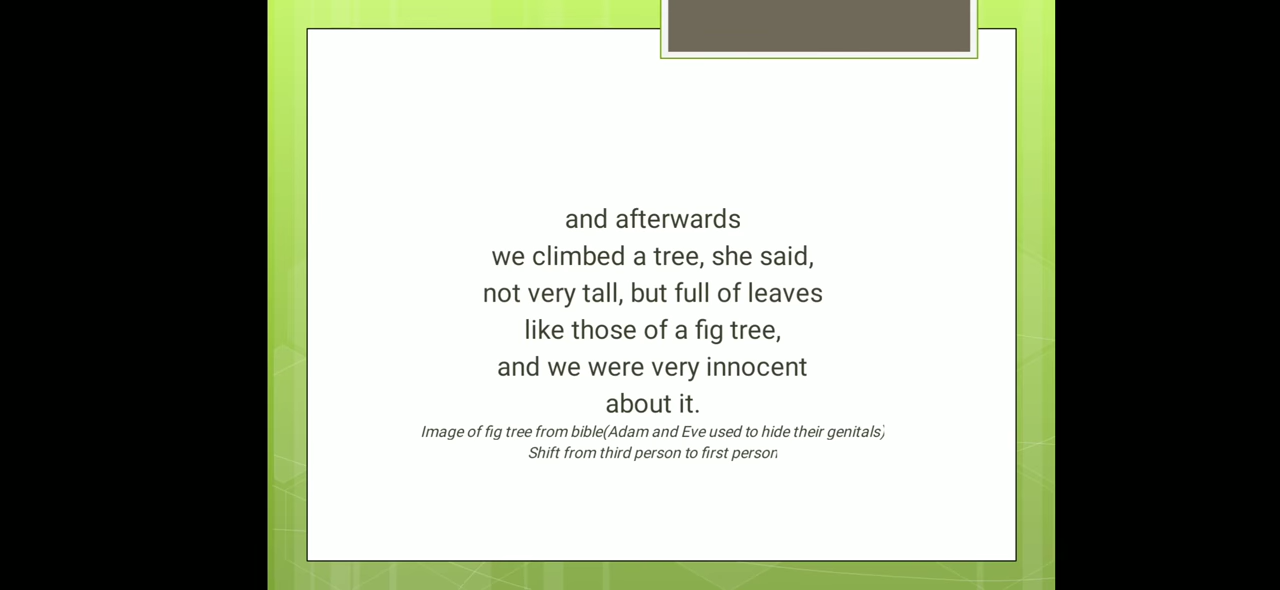 and afterwards
we climbed a tree, she said,
not very tall, but full of leaves
like those of a fig tree,
and we were very innocent
about it.
Image of fig tree from bible(Adam and Eve used to hide their genitals)
Shift from third person to first person